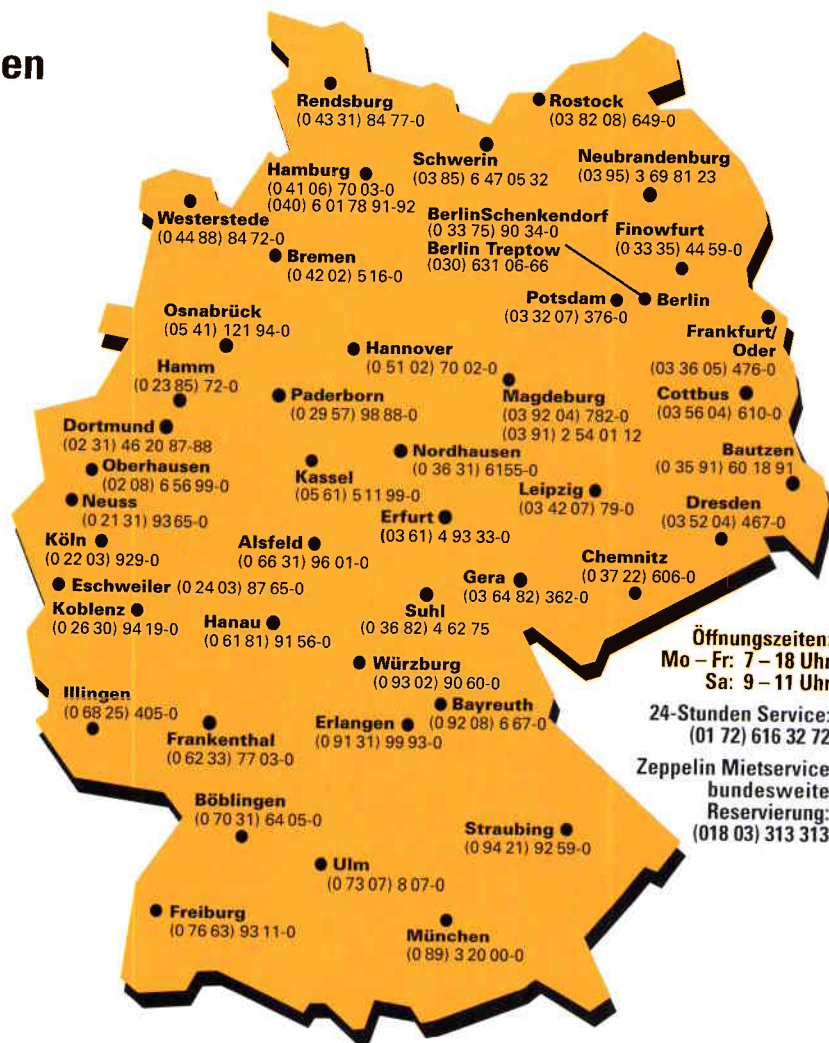 en
Rendsburg
(0 43 31) 84 77-0
Rostock
(03 82 08) 649-0
Schwerin
(03 85) 6 47 05 32
Neubrandenburg
(03 95) 3 69 81 23
Hamburg
(0 41 06) 70 03-0
(040) 6 01 78 91-92
Westerstede
(0 44 88) 84 72-0
BerlinSchenkendorf
(0 33 75) 90 34-0
Berlin Treptow
(030) 631 06-66
Finowfurt
(0 33 35) 44 59-0
Bremen
(0 42 02) 516-0
Potsdam
(03 32 07) 376-0
Berlin
Osnabrück
(05 41) 121 94-0
Frankfurt/
Oder
(03 36 05) 476-0
Hannover
(0 51 02) 70 02-0
Hamm
(0 23 85) 72-0
Paderborn
(0 29 57) 98 88-0
Magdeburg
(03 92 04) 782-0
(03 91) 2 54 01 12
Cottbus
(03 56 04) 610-0
Dortmund
(02 31) 46 20 87-88
Nordhausen
(0 36 31) 6155-0
Bautzen
(0 35 91) 60 18 91
Oberhausen
(02 08) 6 56 99-0
Kassel
(05 61) 5 11 99-0
Leipzig
(03 42 07) 79-0
Neuss
(0 21 31) 93 65-0
Dresden
(03 52 04) 467-0
Erfurt
(03 61) 4 93 33-0
Köln
(0 22 03) 929-0
Alsfeld
(0 66 31) 96 01-0
Chemnitz
(0 37 22) 606-0
Gera
(03 64 82) 362-0
Eschweiler (0 24 03) 87 65-0
Koblenz
(0 26 30) 94 19-0
Hanau
(0 61 81) 91 56-0
Suhl
(0 36 82) 4 62 75
Würzburg
(0 93 02) 90 60-0
Illingen
(0 68 25) 405-0
Bayreuth
(0 92 08) 6 67-0
Erlangen
(0 91 31) 99 93-0
Frankenthal
(0 62 33) 77 03-0
Böblingen
(0 70 31) 64 05-0
Straubing
(0 94 21) 92 59-0
Ulm
(0 73 07) 8 07-0
Freiburg
(0 76 63) 93 11-0
München
(0 89) 3 20 00-0
Öffnungszeiten:
Mo – Fr: 7 – 18 Uhr
Sa: 9 – 11 Uhr
24-Stunden Service:
(01 72) 616 32 72
Zeppelin Mietservice
bundesweite
Reservierung:
(018 03) 313 313